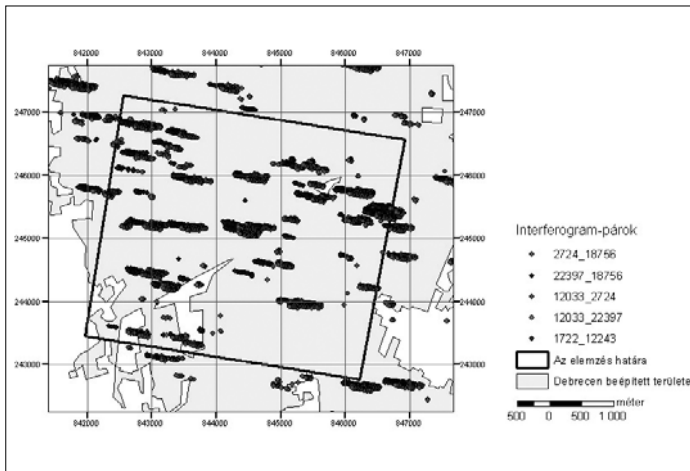 842000 843000 844000 845000 846000 847000
247000 247000
246000 246000
245000 245000
244000 244000
243000 243000
842000 843000 844000 845000 846000 847000
Interferogram-párok
2724_18756
22397_18756
12033_2724
12033_22397
1722_12243
Az elemzés határa
Debrecen beépített területe
méter
500 0 500 1 000